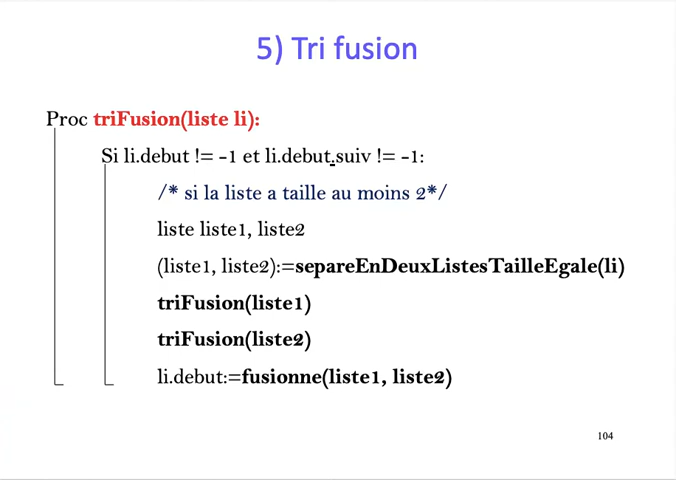 5) Tri fusion
Proc triFusion(liste li):
Si li.debut != -1 et li.debut.suiv != -1:
/* si la liste a taille au moins 2*/
liste liste1, liste2
(liste1, liste2):=separeEnDeuxListesTailleEgale(li)
triFusion(liste1)
triFusion(liste2)
li.debut:=fusionne(liste1, liste2)
104